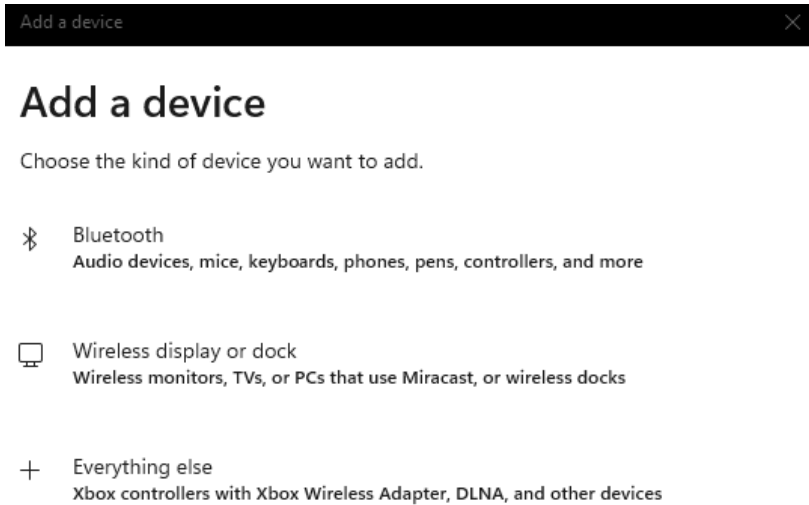 Add a device
Add a device
Choose the kind of device you want to add.
Bluetooth
Audio devices, mice, keyboards, phones, pens, controllers, and more
Wireless display or dock
Wireless monitors, TVs, or PCs that use Miracast, or wireless docks
Everything else
Xbox controllers with Xbox Wireless Adapter, DLNA, and other devices